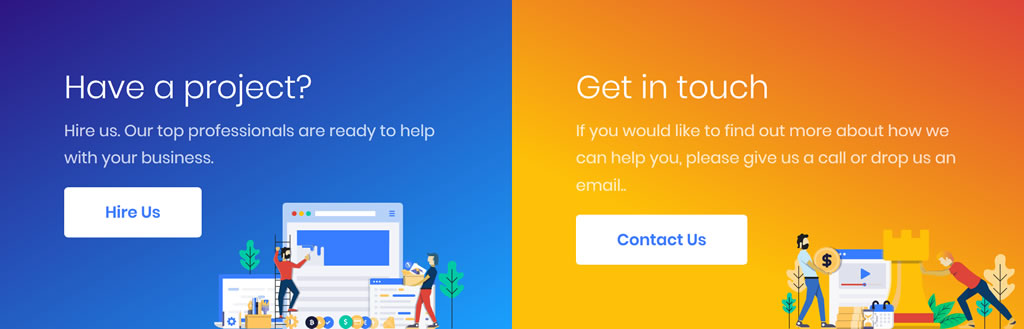 Have a project?
Hire us. Our top professionals are ready to help
with your business.
Hire Us
Get in touch
If you would like to find out more about how we
can help you, please give us a call or drop us an
email..
Contact Us
$
$